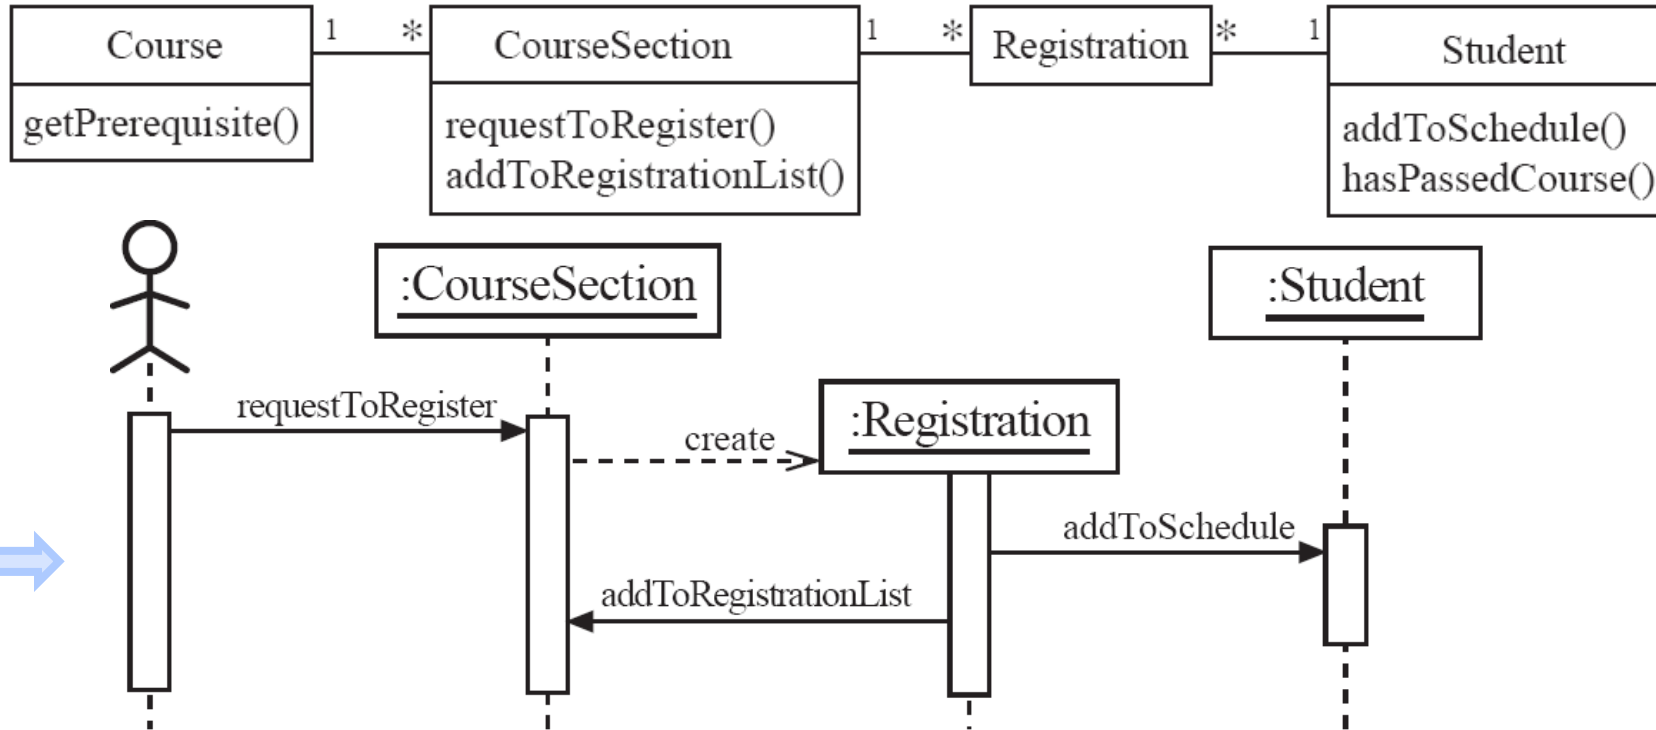 Course
getPrerequisite()
1
*
CourseSection
requestToRegister()
addToRegistrationList()
1
*
Registration
*
1
Student
addToSchedule()
hasPassedCourse()
:CourseSection
:Student
requestToRegister
create
:Registration
addToSchedule
addToRegistrationList